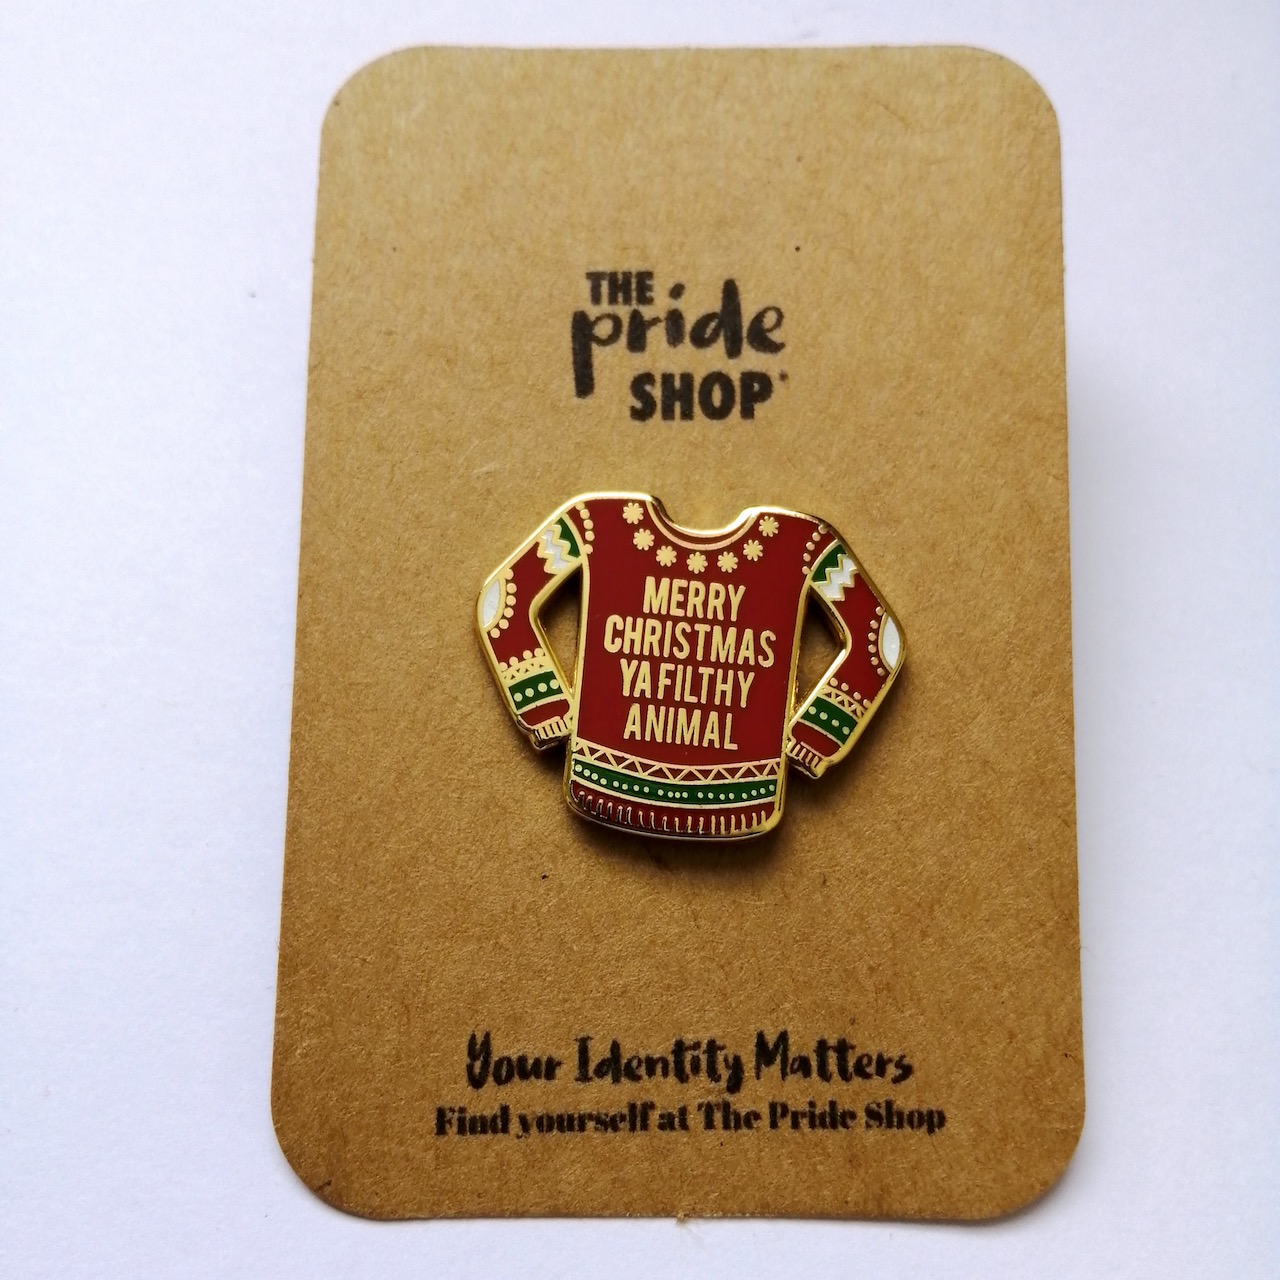 THE
pride
SHOP
MERRY
CHRISTMAS
YA FILTHY
ANIMAL
Your Identity Matters
Find yourself at The Pride Shop